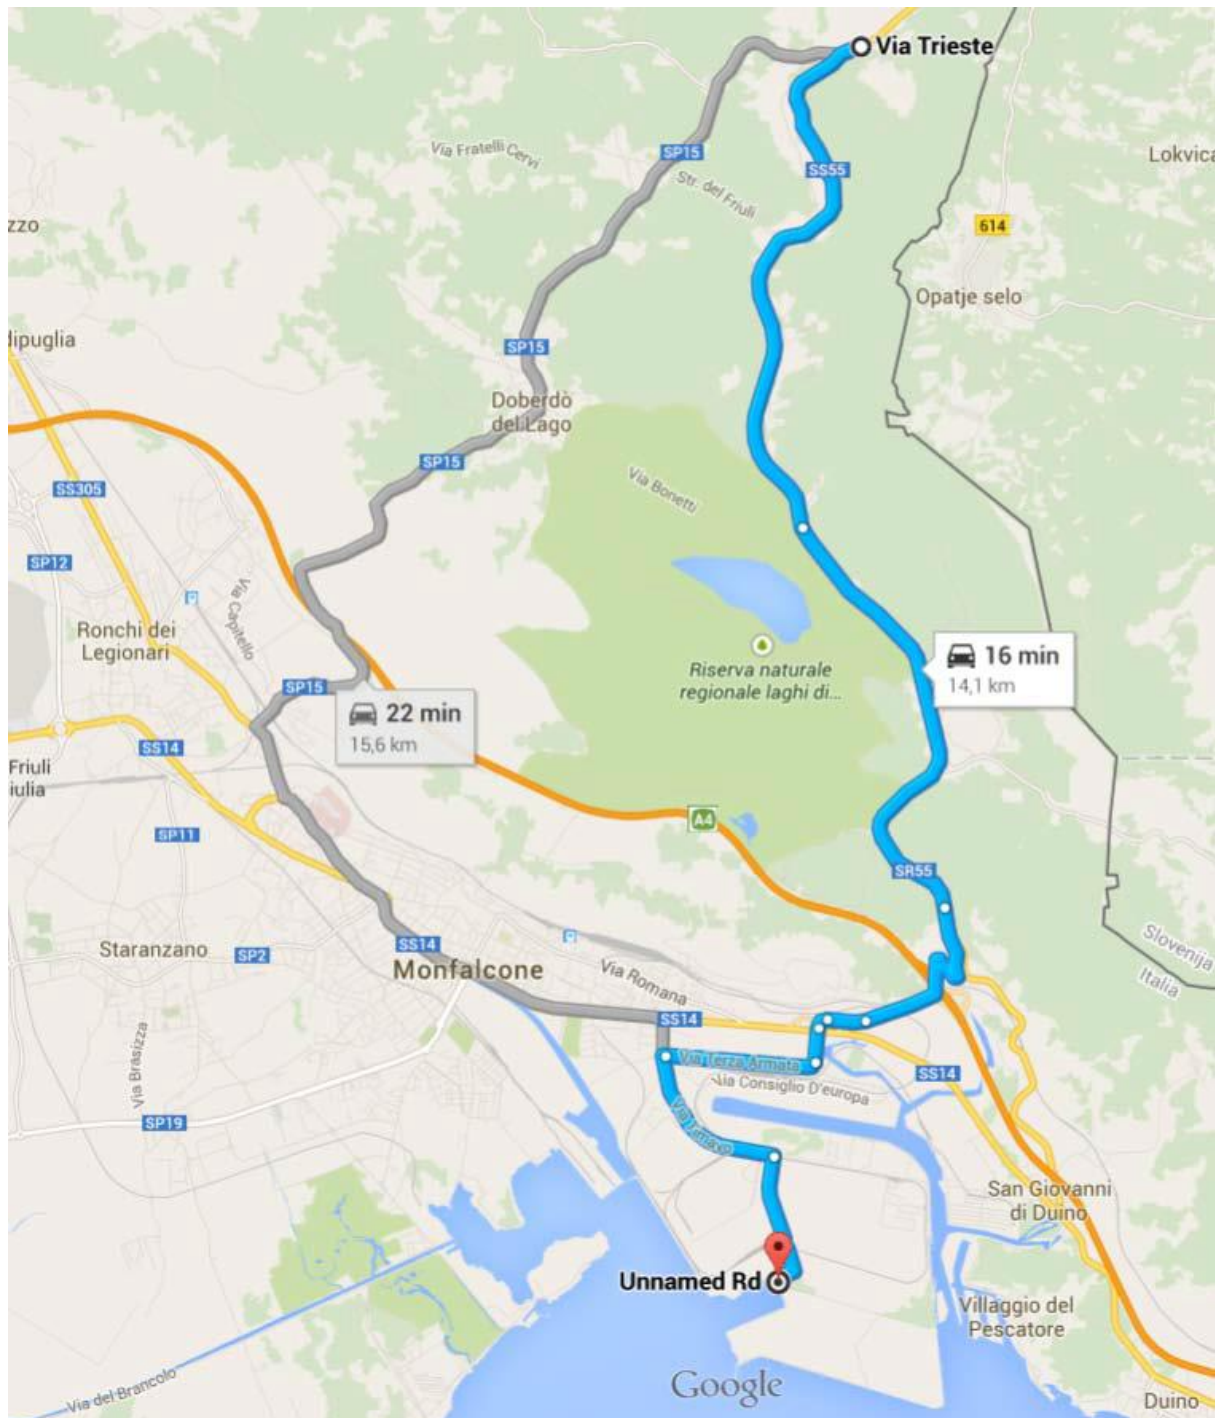 Via Trieste
Via Fratelli Cervi
SP15
Lokvica
SS55
Str. del Friuli
zzo
614
Opatje selo
dipuglia
SP15
Doberdò
del Lago
SP15
Via Bonetti
SS305
SP12
Via Capitello
Ronchi dei
Legionari
16 min
14,1 km
Riserva naturale
regionale laghi di...
SP15
22 min
15,6 km
SS14
Friuli
iulia
A4
SP11
SR55
Staranzano
SP2
SS14
Monfalcone
Via Romana
Slovenija
Italia
SS14
Via Terza Armata
SS14
Via Consiglio D'europa
Via Brasizza
SP19
Via Timavo
San Giovanni
di Duino
Unnamed Rd
Villaggio del
Pescatore
Google
Via del Brancolo
Duino